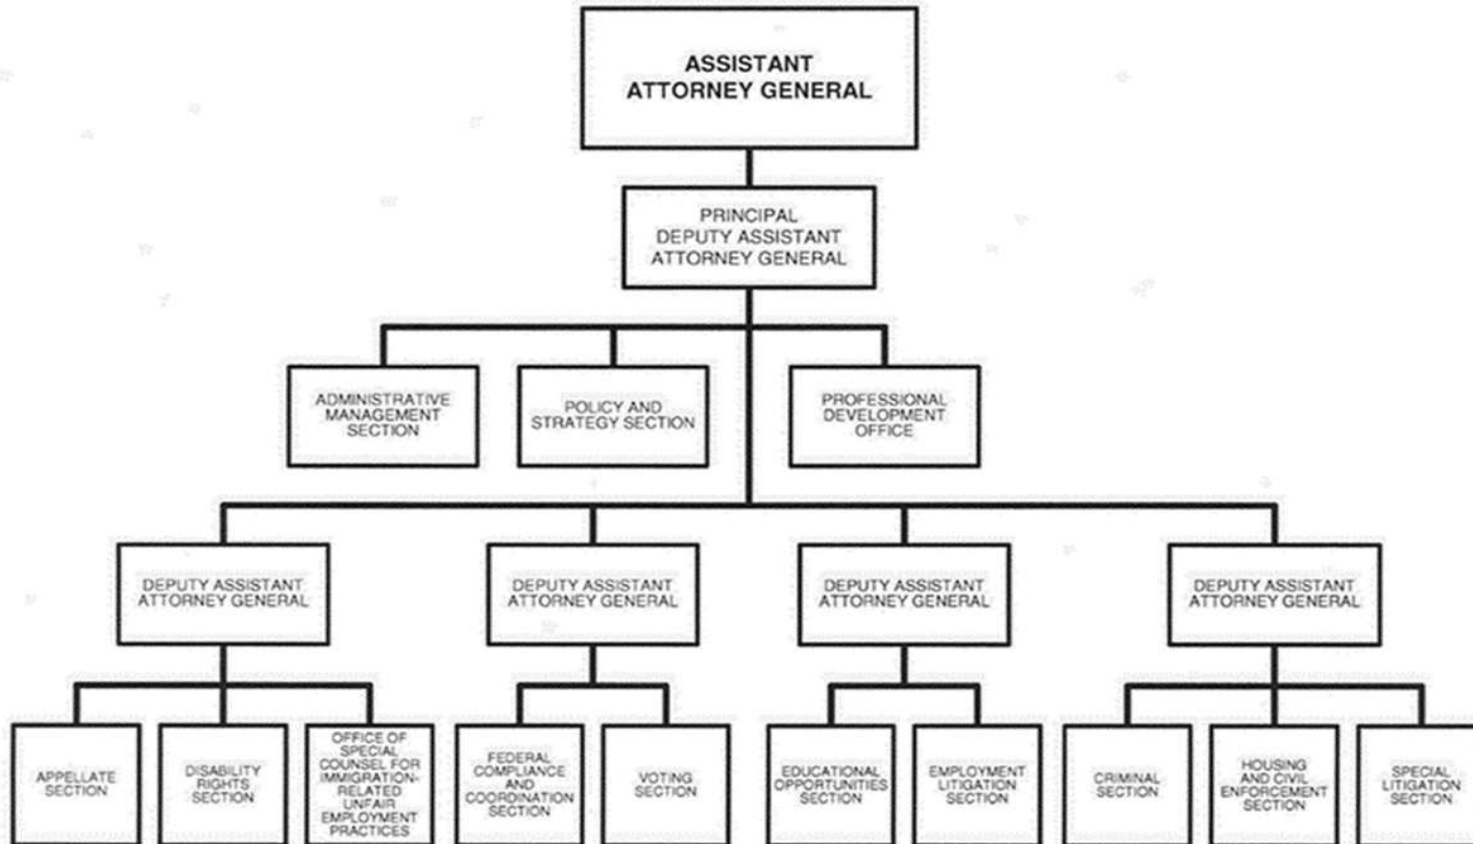 ASSISTANT
ATTORNEY GENERAL
PRINCIPAL
DEPUTY ASSISTANT
ATTORNEY GENERAL
ADMINISTRATIVE
MANAGEMENT
SECTION
POLICY AND
STRATEGY SECTION
PROFESSIONAL
DEVELOPMENT
OFFICE
DEPUTY ASSISTANT
ATTORNEY GENERAL
DEPUTY ASSISTANT
ATTORNEY GENERAL
DEPUTY ASSISTANT
ATTORNEY GENERAL
DEPUTY ASSISTANT
ATTORNEY GENERAL
APPELLATE
SECTION
DISABILITY
RIGHTS
SECTION
OFFICE OF
SPECIAL
COUNSEL FOR
IMMIGRATION-
RELATED
UNFAIR
EMPLOYMENT
PRACTICES
FEDERAL
COMPLIANCE
AND
COORDINATION
SECTION
VOTING
SECTION
EDUCATIONAL
OPPORTUNITIES
SECTION
EMPLOYMENT
LITIGATION
SECTION
CRIMINAL
SECTION
HOUSING
AND CIVIL
ENFORCEMENT
SECTION
SPECIAL
LITIGATION
SECTION